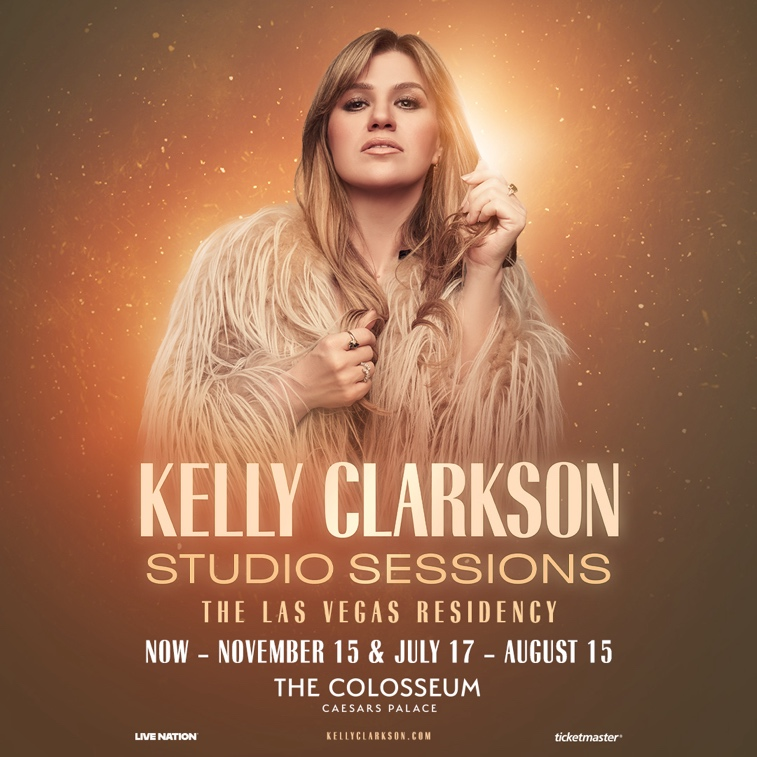 KELLY CLARKSON
STUDIO SESSIONS
THE LAS VEGAS RESIDENCY
NOW – NOVEMBER 15 & JULY 17 – AUGUST 15
THE COLOSSEUM
CAESARS PALACE
LIVE NATION KELLYCLARKSON.COM ticketmaster®